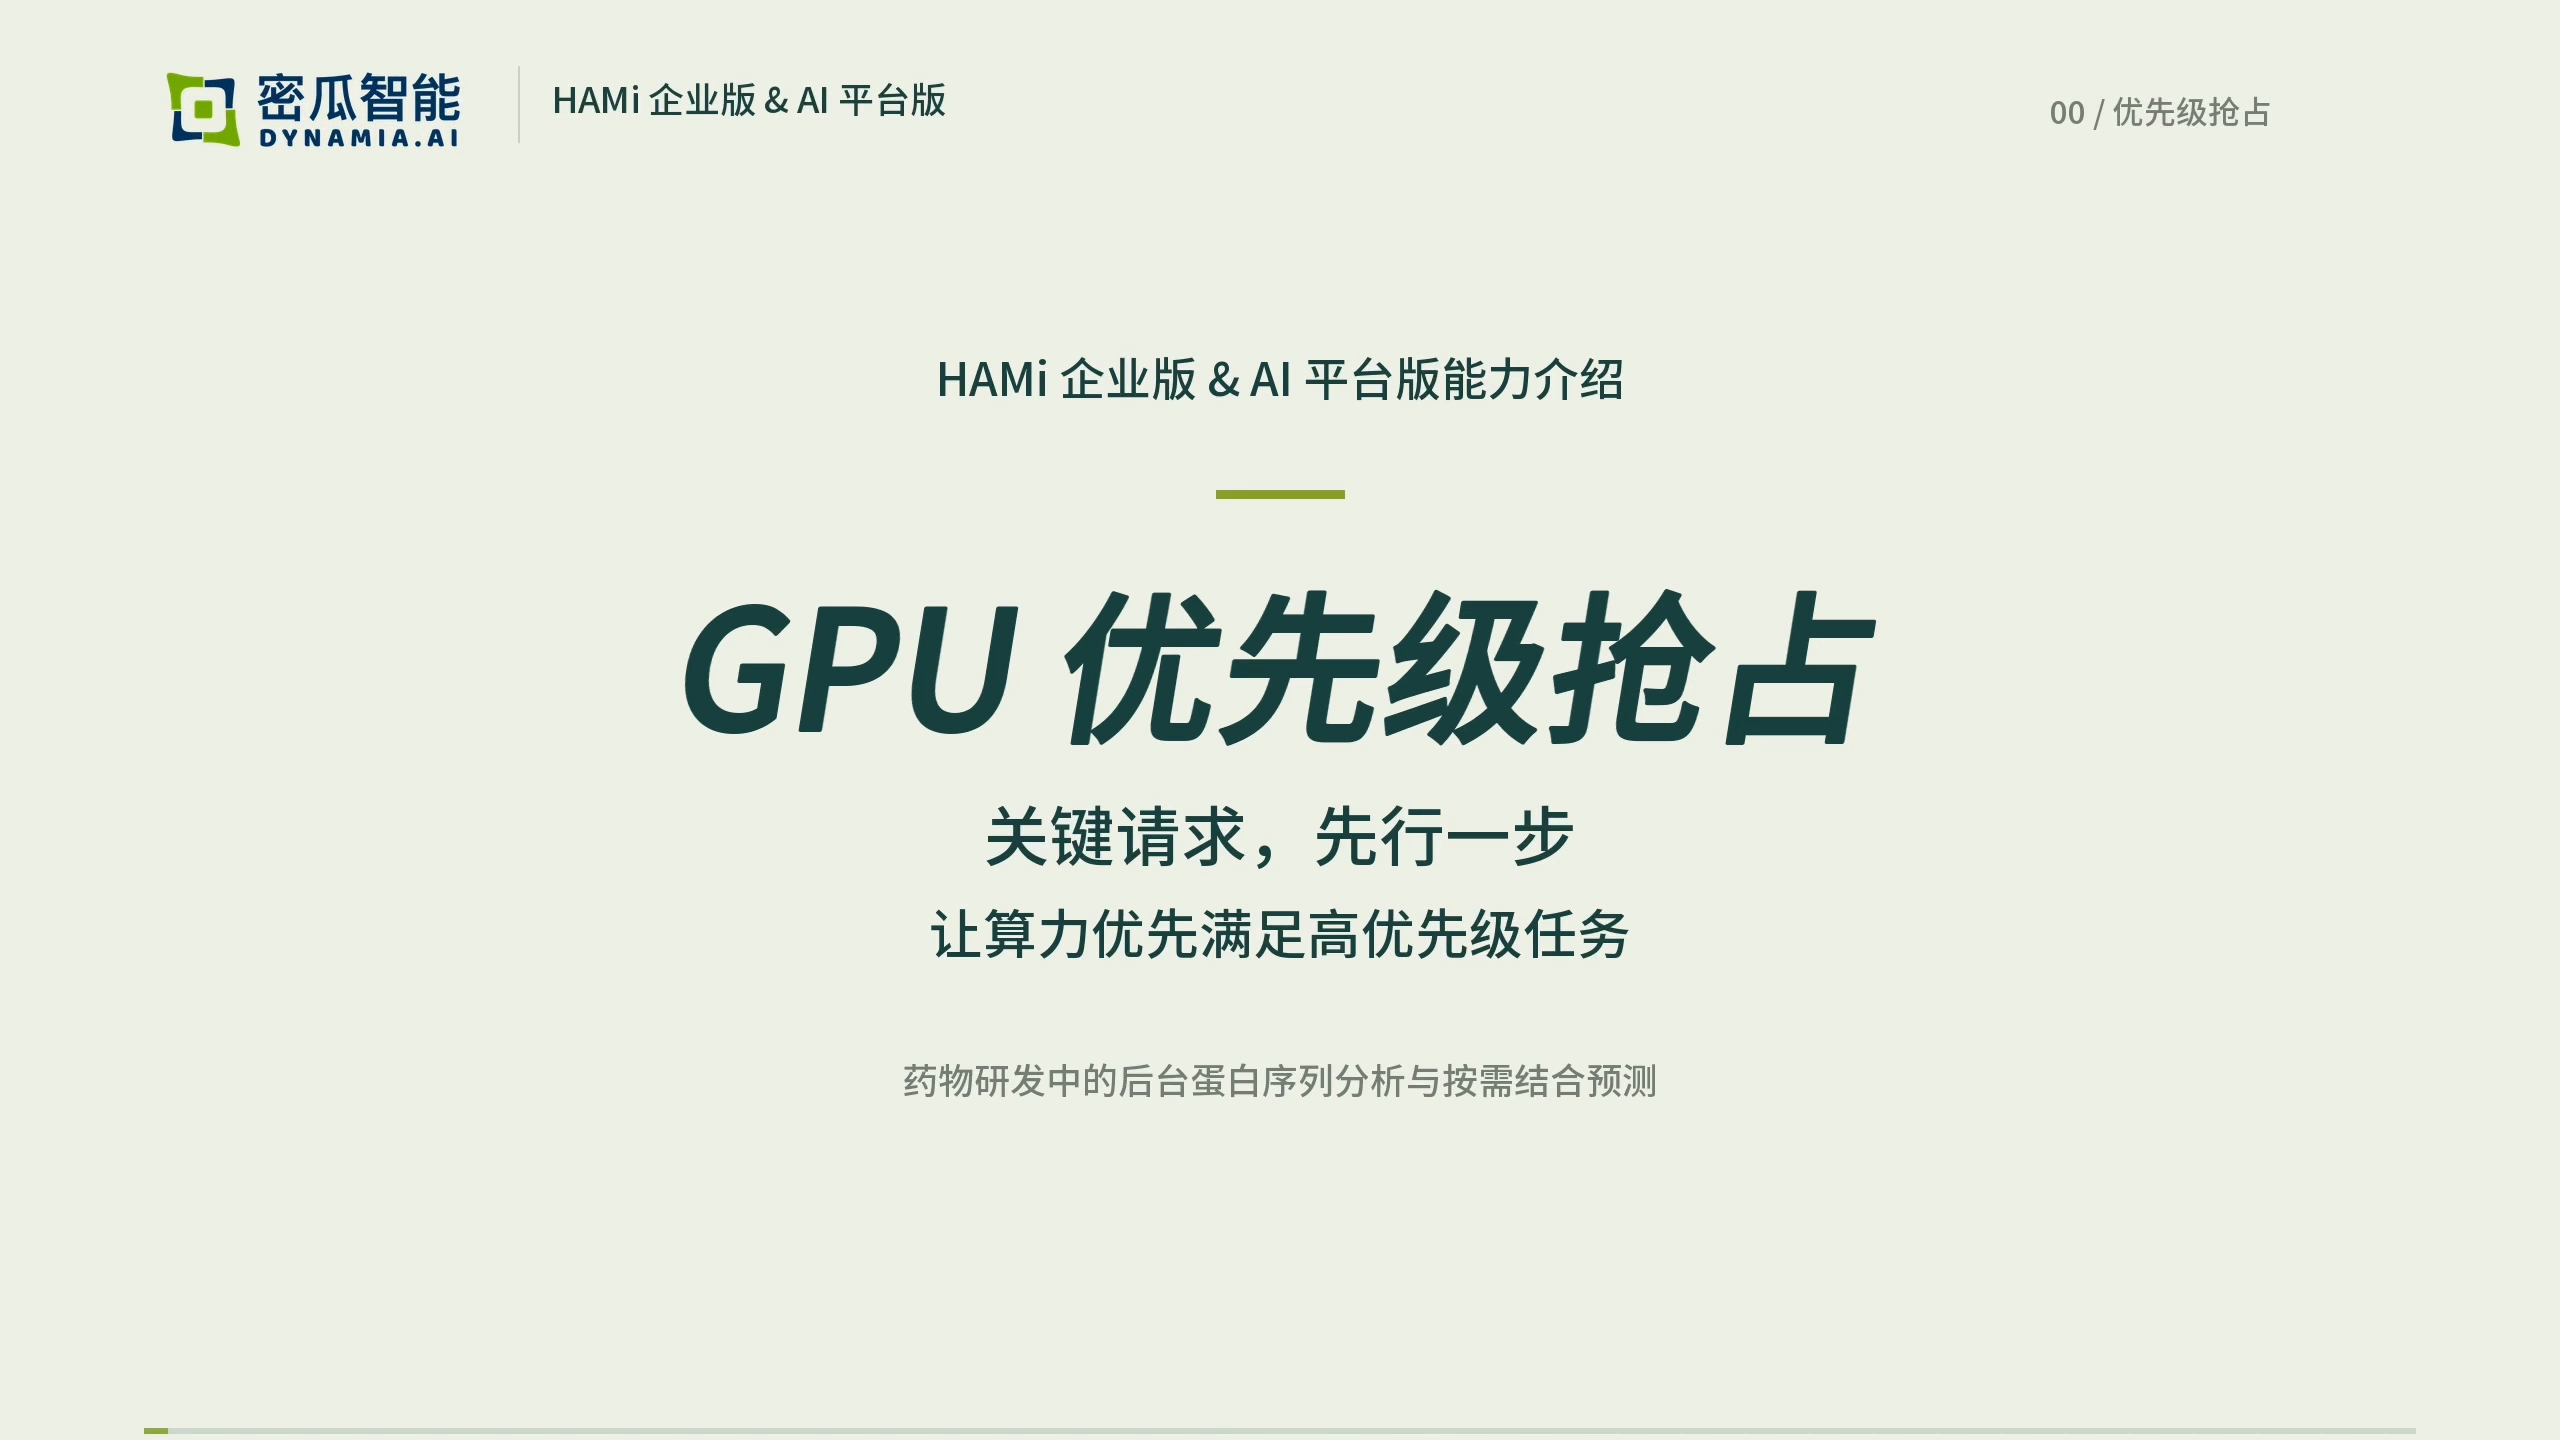 密瓜智能
DYNAMIA.AI
HAMi 企业版 & AI 平台版
00 / 优先级抢占
HAMi 企业版 & AI 平台版能力介绍
GPU 优先级抢占
关键请求，先行一步
让算力优先满足高优先级任务
药物研发中的后台蛋白序列分析与按需结合预测